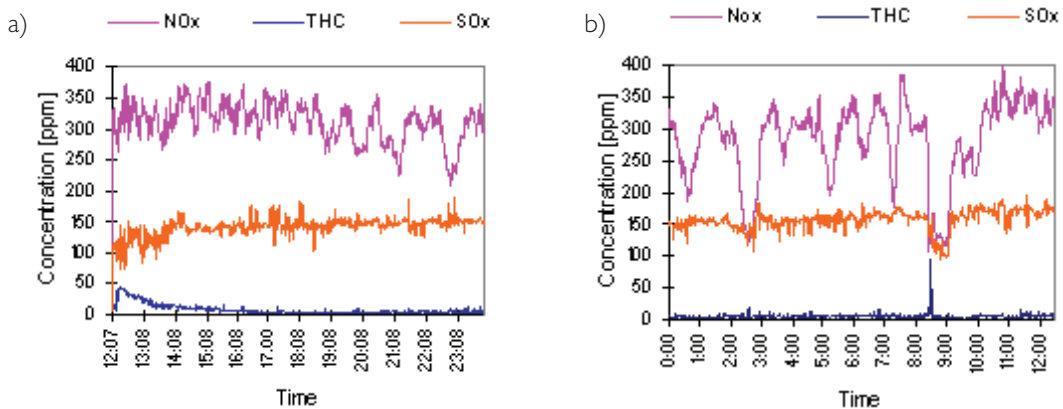 a)
NOx THC SOx
Concentration [ppm]
400
350
300
250
200
150
100
50
0
12:07 13:08 14:08 15:08 16:08 17:00 18:08 19:08 20:08 21:08 22:08 23:08
Time
b)
Nox THC SOx
Concentration [ppm]
400
350
300
250
200
150
100
50
0
0:00 1:00 2:00 3:00 4:00 5:00 6:00 7:00 8:00 9:00 10:00 11:00 12:00
Time